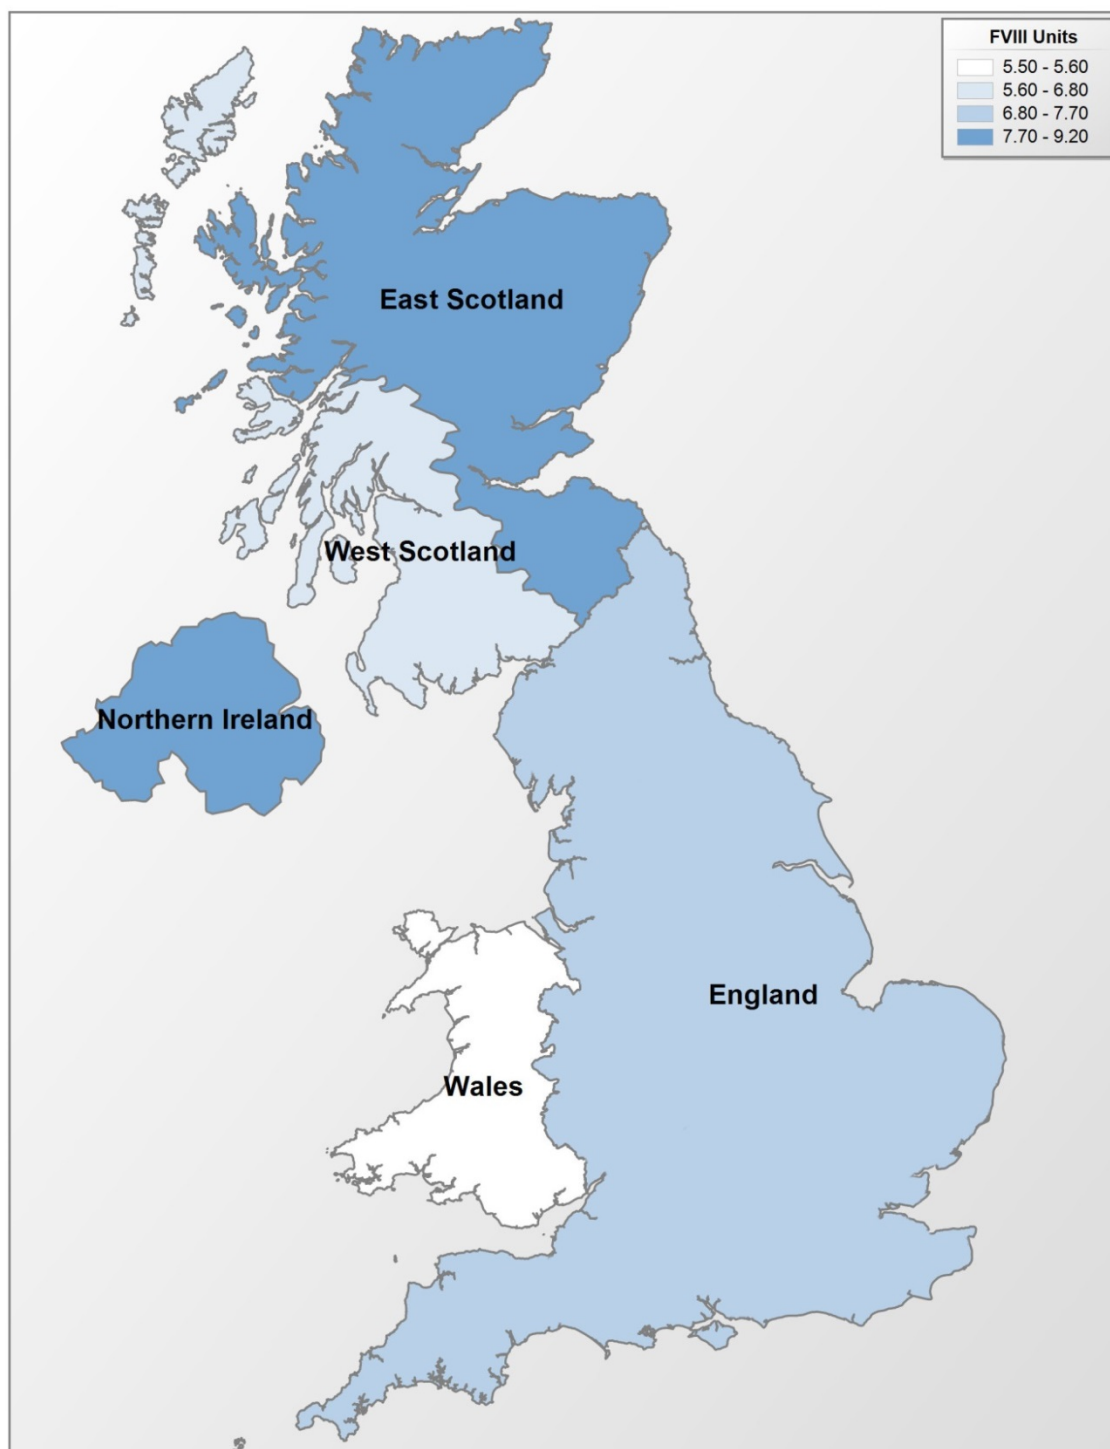 FVIII Units
5.50 - 5.60
5.60 - 6.80
6.80 - 7.70
7.70 - 9.20
East Scotland
West Scotland
Northern Ireland
England
Wales